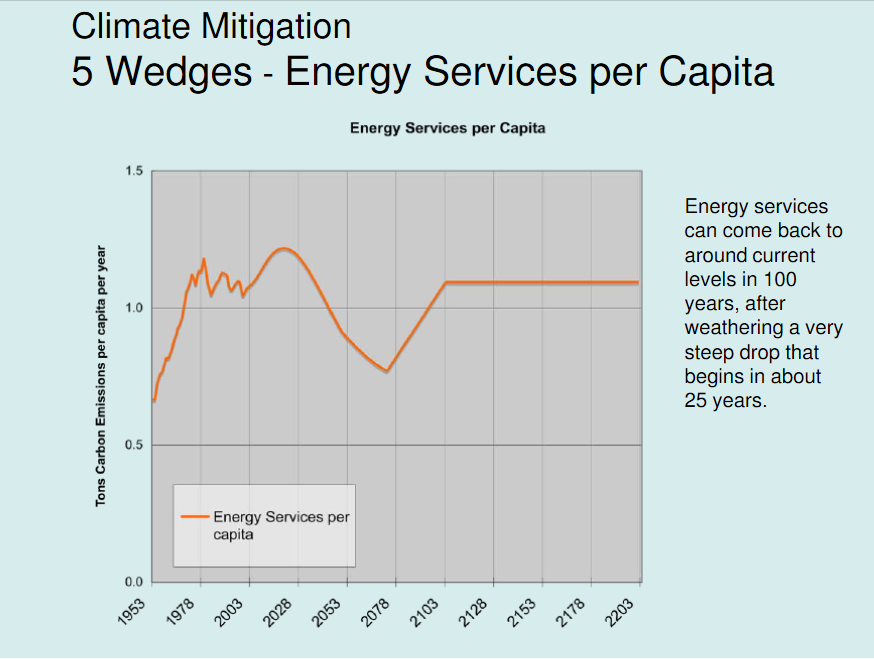 Climate Mitigation
5 Wedges - Energy Services per Capita
Energy Services per Capita
Tons Carbon Emissions per capita per year
1.5
1.0
0.5
0.0
Energy Services per
capita
1953
1978
2003
2028
2053
2078
2103
2128
2153
2178
2203
Energy services
can come back to
around current
levels in 100
years, after
weathering a very
steep drop that
begins in about
25 years.